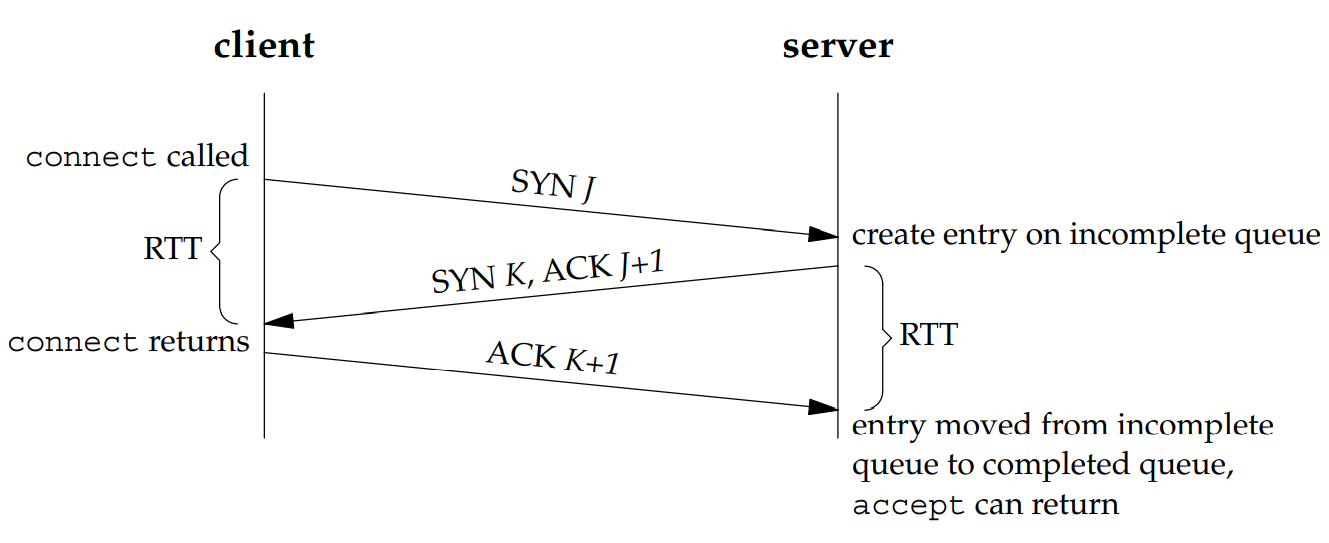 client
server
connect called
SYN J
RTT
create entry on incomplete queue
SYN K, ACK J+1
RTT
connect returns
ACK K+1
entry moved from incomplete
queue to completed queue,
accept can return